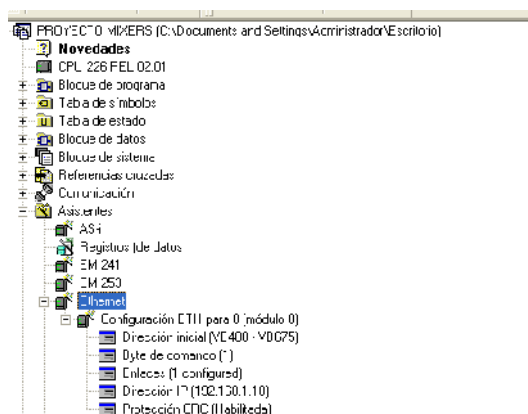 PROYECTO MIXERS (C:\Documents and Settings\Administrador\Escritorio)
Novedades
CPU 226 REL 02.01
Bloque de programa
Tabla de símbolos
Tabla de estado
Bloque de datos
Bloque de sistema
Referencias cruzadas
Comunicación
Asistentes
AS-i
Registros de datos
EM 241
EM 253
Ethernet
Configuración ETH para 0 (módulo 0)
Dirección inicial (VB400 - VB675)
Byte de comando (1)
Enlaces (1 configured)
Dirección IP (192.168.1.10)
Protección CRC (Habilitada)